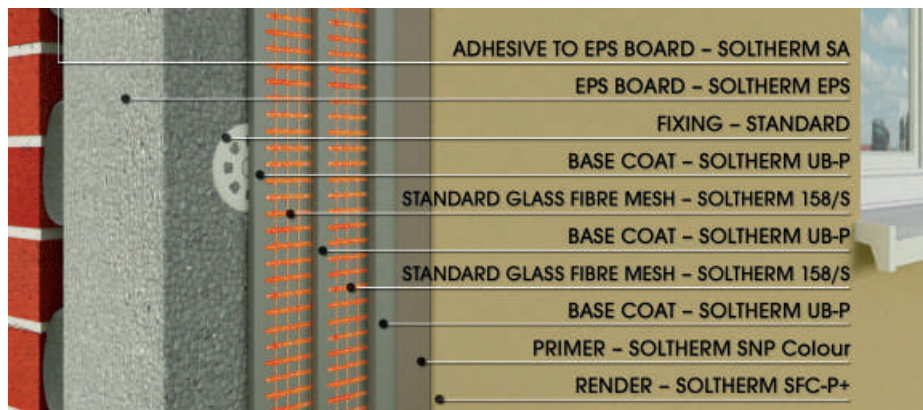 ADHESIVE TO EPS BOARD – SOLTHERM SA
EPS BOARD – SOLTHERM EPS
FIXING – STANDARD
BASE COAT – SOLTHERM UB-P
STANDARD GLASS FIBRE MESH – SOLTHERM 158/S
BASE COAT – SOLTHERM UB-P
STANDARD GLASS FIBRE MESH – SOLTHERM 158/S
BASE COAT – SOLTHERM UB-P
PRIMER – SOLTHERM SNP Colour
RENDER – SOLTHERM SFC-P+